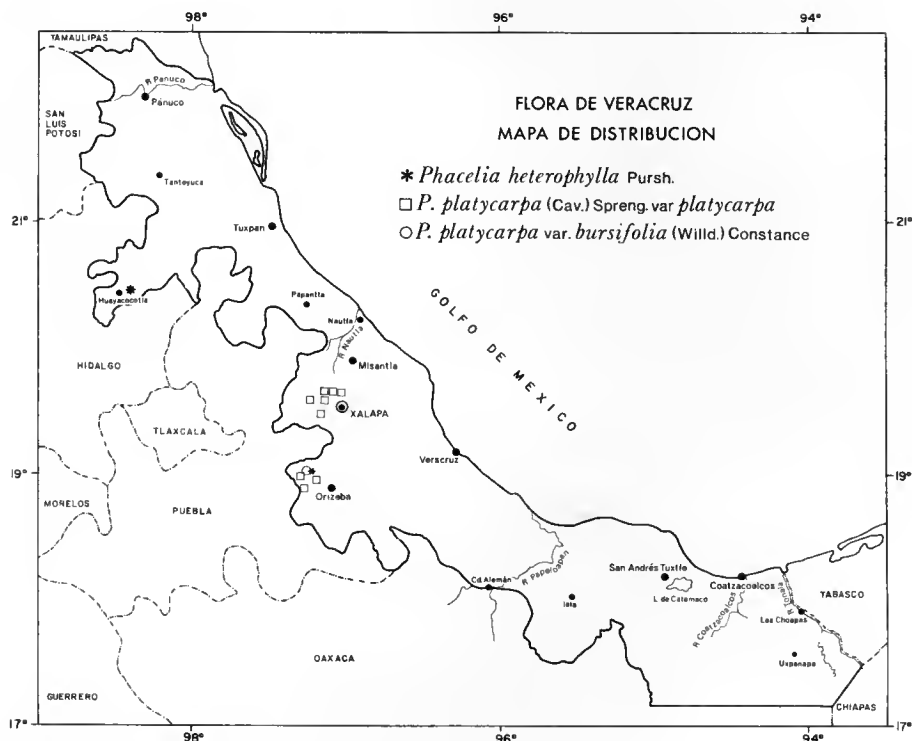 98° 96° 94°
TAMAULIPAS
R Panuco
Pánuco
SAN
LUIS
POTOSI
FLORA DE VERACRUZ
MAPA DE DISTRIBUCION
* Phacelia heterophylla Pursh.
□ P. platycarpa (Cav.) Spreng. var platycarpa
○ P. platycarpa var. bursifolia (Willd.) Constance
Tantoyuca
21° 21°
Tuxpan
Huayacocotla
Papantla
Nautla
R Nautla
GOLFO DE MEXICO
HIDALGO
Misantla
XALAPA
TLAXCALA
Veracruz
19° 19°
MORELOS
PUEBLA
Orizaba
Cd. Alemán
R Papaloapan
San Andrés Tuxtla
L. de Catemaco
Coatzacoalcos
R Coatzacoalcos
R Tonalá
TABASCO
Isla
Las Choapas
Uxpanapa
OAXACA
GUERRERO
CHIAPAS
17° 17°
98° 96° 94°